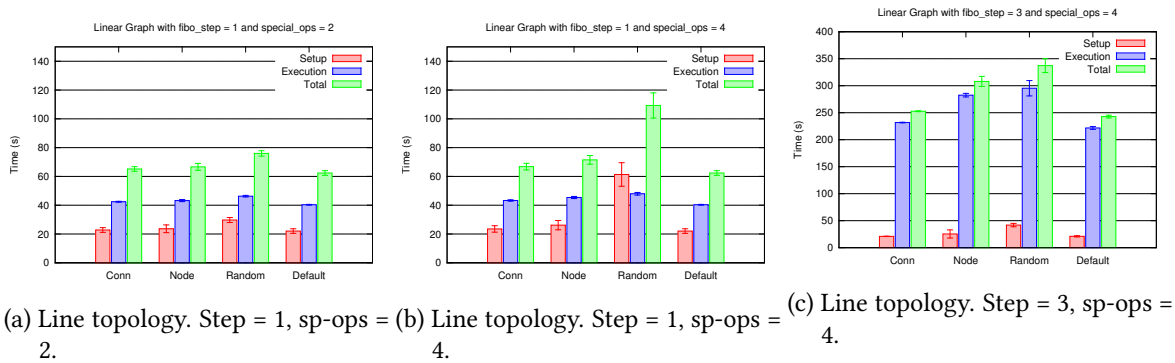 Linear Graph with fibo_step = 1 and special_ops = 2
Setup
Execution
Total
Time (s)
140
120
100
80
60
40
20
0
Conn Node Random Default
(a) Line topology. Step = 1, sp-ops = 2.
Linear Graph with fibo_step = 1 and special_ops = 4
Setup
Execution
Total
Time (s)
140
120
100
80
60
40
20
0
Conn Node Random Default
(b) Line topology. Step = 1, sp-ops = 4.
Linear Graph with fibo_step = 3 and special_ops = 4
Setup
Execution
Total
Time (s)
400
350
300
250
200
150
100
50
0
Conn Node Random Default
(c) Line topology. Step = 3, sp-ops = 4.